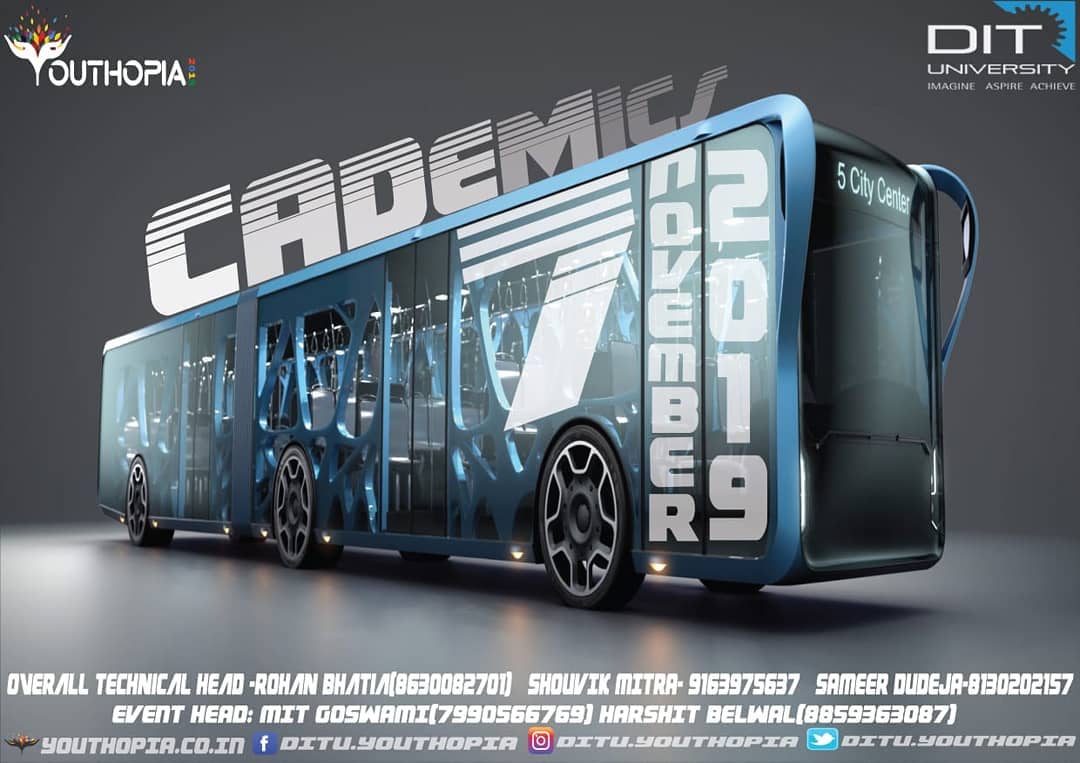 YOUTHOPIA 2019
DIT
UNIVERSITY
IMAGINE ASPIRE ACHIEVE
CADEMICS
7
NOVEMBER
2019
5 City Center
OVERALL TECHNICAL HEAD -ROHAN BHATIA(8630082701) SHOUVIK MITRA- 9163975637 SAMEER DUDEJA-8130202157
EVENT HEAD: MIT GOSWAMI(7990566769) HARSHIT BELWAL(8859363087)
YOUTHOPIA.CO.IN DITU.YOUTHOPIA DITU.YOUTHOPIA DITU.YOUTHOPIA